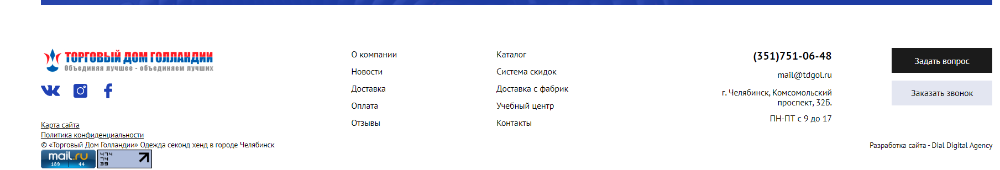 ТОРГОВЫЙ ДОМ ГОЛЛАНДИИ
Объединяя лучшее - объединяем лучших
Карта сайта
Политика конфиденциальности
© «Торговый Дом Голландии» Одежда секонд хенд в городе Челябинск
mail.ru
189 44
474
74
39
О компании
Новости
Доставка
Оплата
Отзывы
Каталог
Система скидок
Доставка с фабрик
Учебный центр
Контакты
(351)751-06-48
mail@tdgol.ru
г. Челябинск, Комсомольский
проспект, 32Б.
ПН-ПТ с 9 до 17
Задать вопрос
Заказать звонок
Разработка сайта - Dial Digital Agency